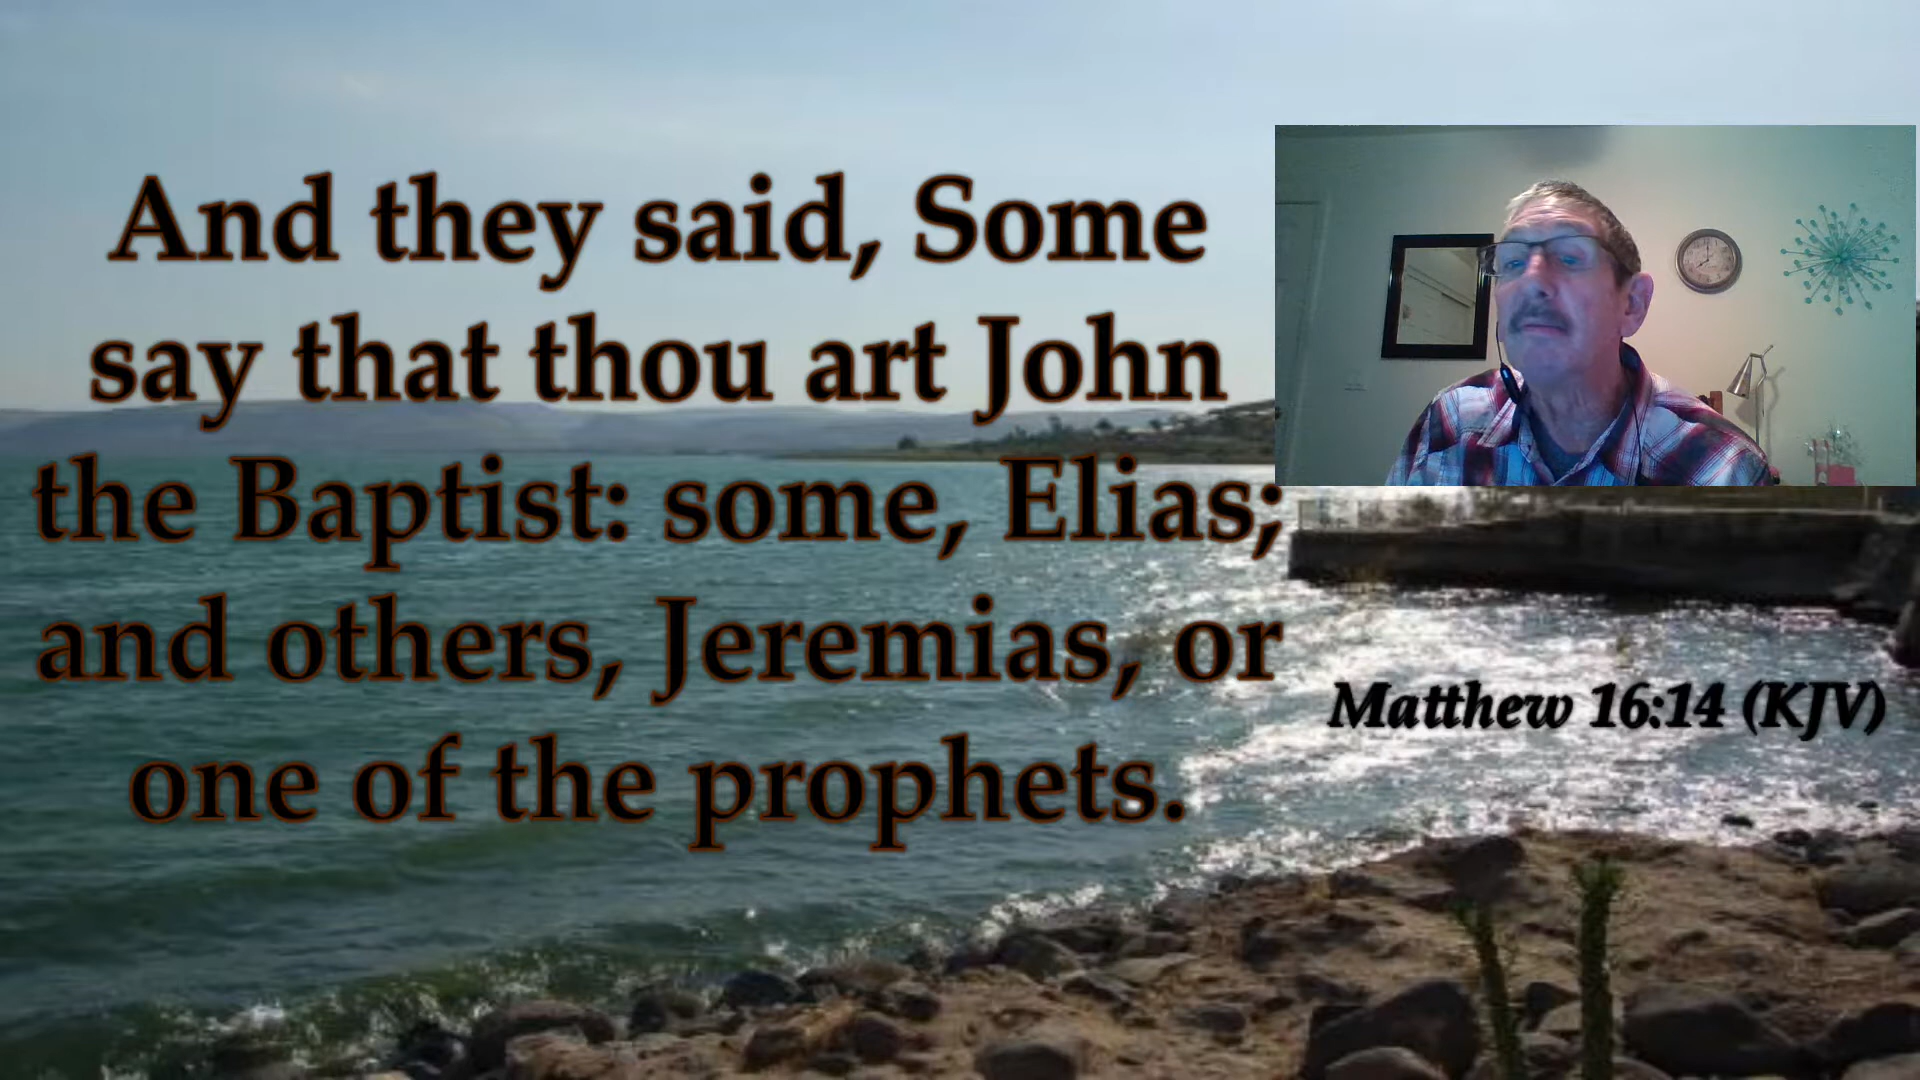 And they said, Some
say that thou art John
the Baptist: some, Elias;
and others, Jeremias, or
one of the prophets.
Matthew 16:14 (KJV)